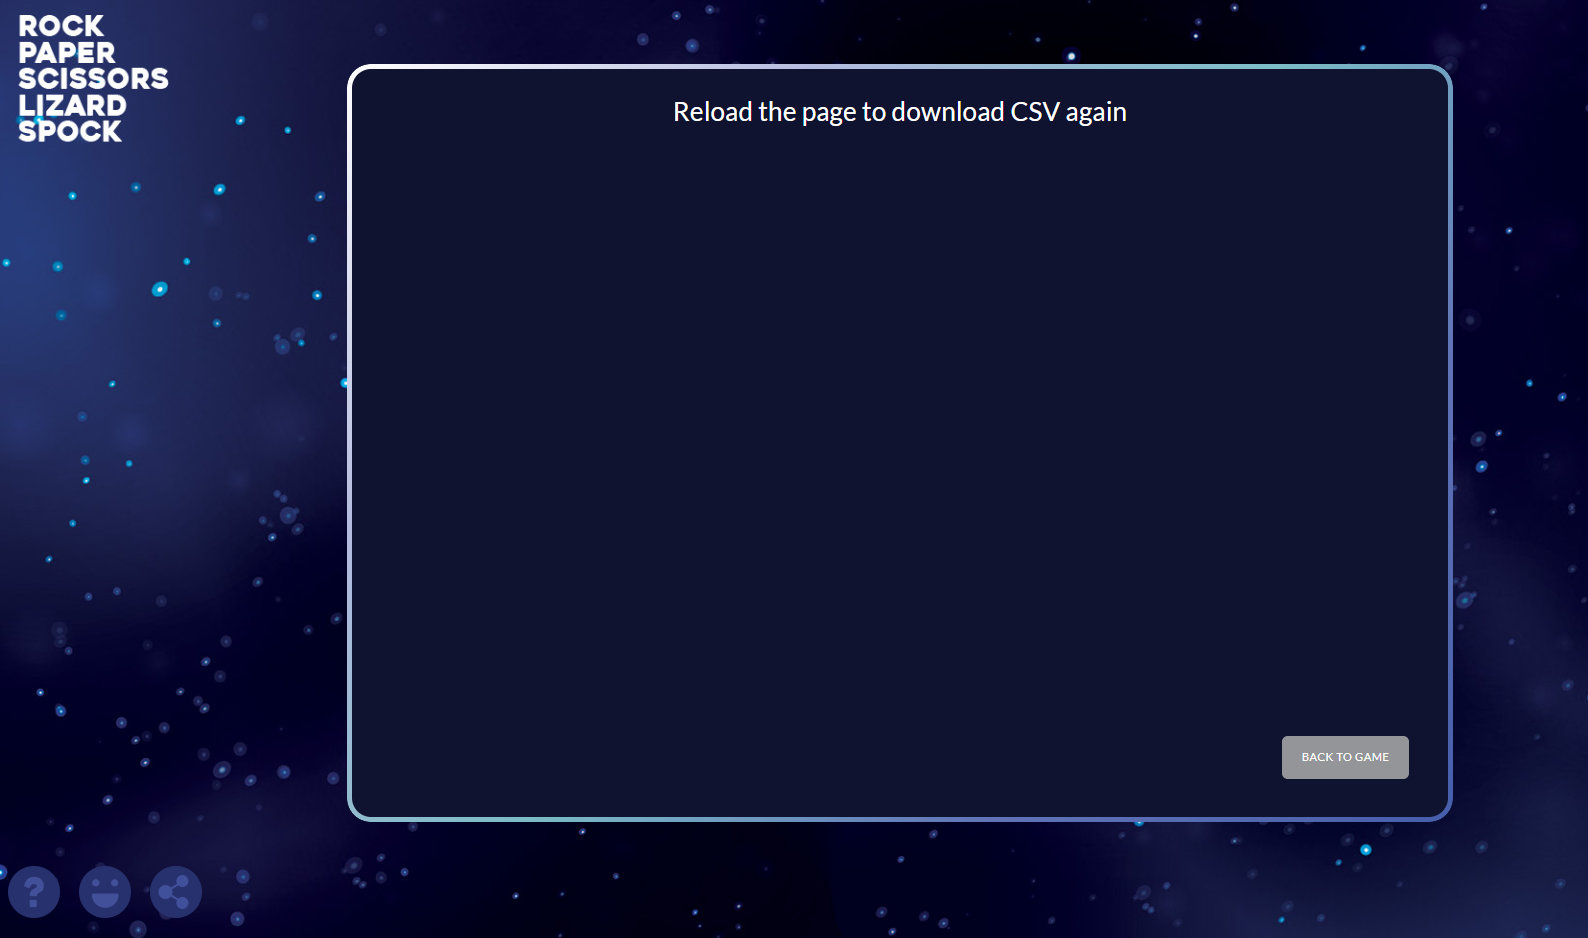 ROCK
PAPER
SCISSORS
LIZARD
SPOCK
Reload the page to download CSV again
BACK TO GAME
?